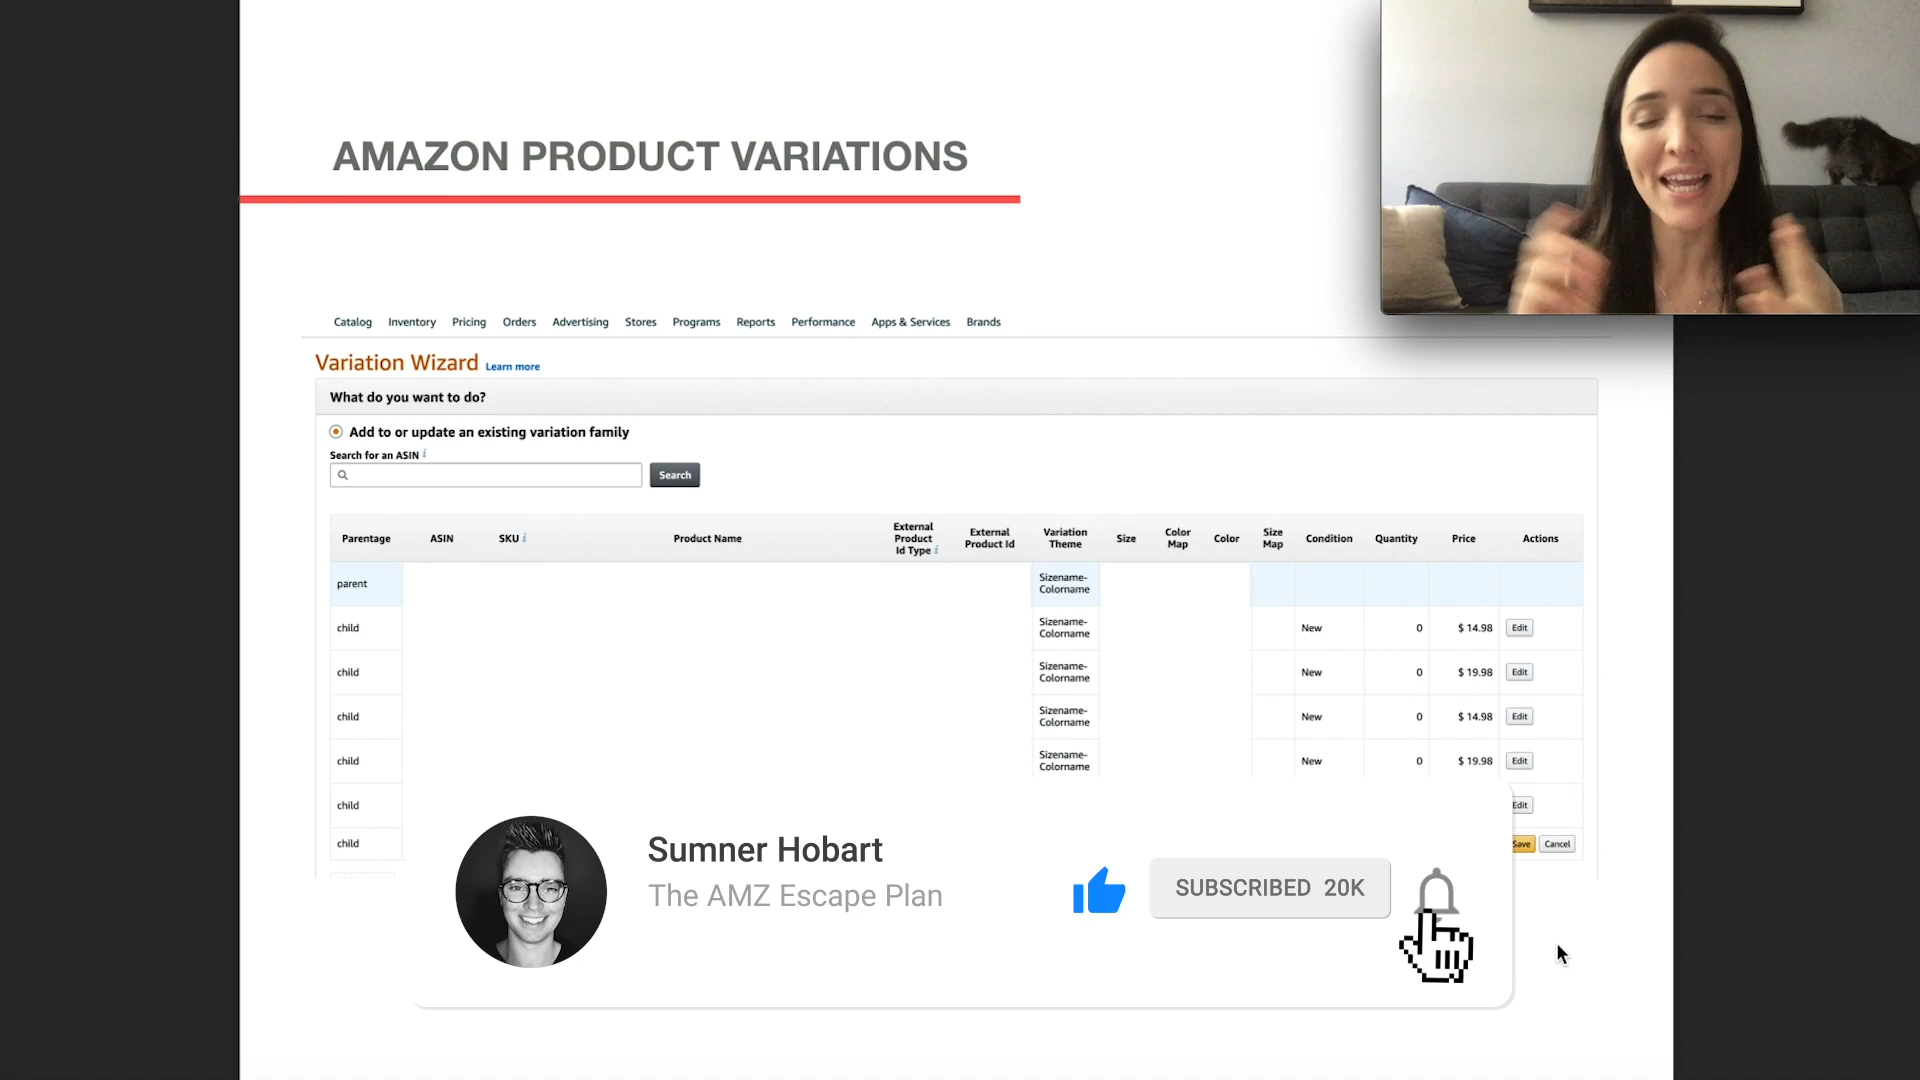 AMAZON PRODUCT VARIATIONS
Catalog Inventory Pricing Orders Advertising Stores Programs Reports Performance Apps & Services Brands
Variation Wizard Learn more
What do you want to do?
Add to or update an existing variation family
Search for an ASIN i
Search
Parentage ASIN SKU i Product Name External Product Id Type i External Product Id Variation Theme Size Color Map Color Size Map Condition Quantity Price Actions
parent Sizename-Colorname
child Sizename-Colorname New 0 $ 14.98 Edit
child Sizename-Colorname New 0 $ 19.98 Edit
child Sizename-Colorname New 0 $ 14.98 Edit
child Sizename-Colorname New 0 $ 19.98 Edit
child Edit
child Save Cancel
Sumner Hobart
The AMZ Escape Plan
SUBSCRIBED 20K